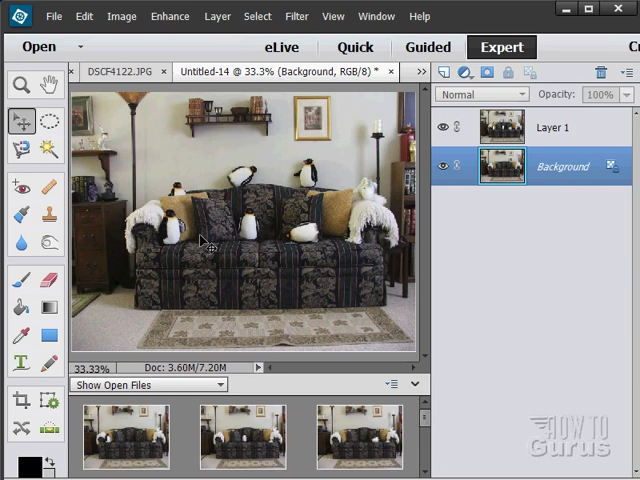 File Edit Image Enhance Layer Select Filter View Window Help
Open eLive Quick Guided Expert
DSCF4122.JPG × Untitled-14 @ 33.3% (Background, RGB/8) * ×
Normal Opacity: 100%
Layer 1
Background
33.33% Doc: 3.60M/7.20M
Show Open Files
HOW TO
Gurus